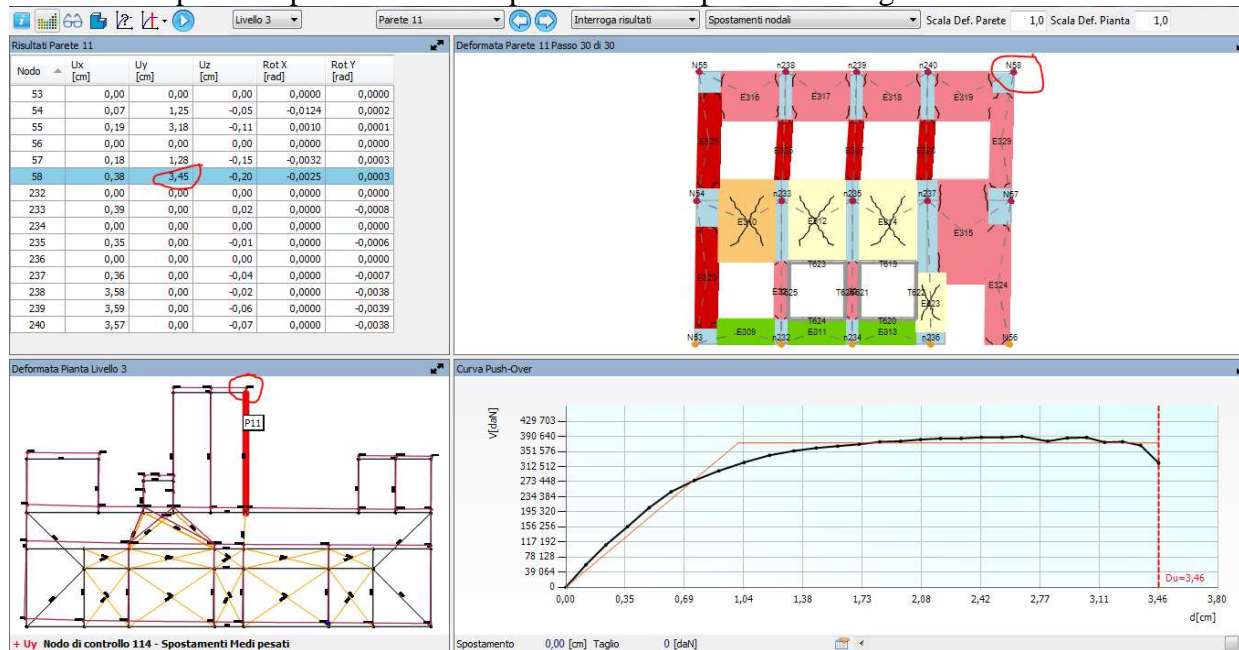 Livello 3
Parete 11
Interroga risultati
Spostamenti nodali
Scala Def. Parete 1,0 Scala Def. Pianta 1,0
Risultati Parete 11
Nodo Ux [cm] Uy [cm] Uz [cm] Rot X [rad] Rot Y [rad]
53 0,00 0,00 0,00 0,0000 0,0000
54 0,07 1,25 -0,05 -0,0124 0,0002
55 0,19 3,18 -0,11 0,0010 0,0001
56 0,00 0,00 0,00 0,0000 0,0000
57 0,18 1,28 -0,15 -0,0032 0,0003
58 0,38 3,45 -0,20 -0,0025 0,0003
232 0,00 0,00 0,00 0,0000 0,0000
233 0,39 0,00 0,02 0,0000 -0,0008
234 0,00 0,00 0,00 0,0000 0,0000
235 0,35 0,00 -0,01 0,0000 -0,0006
236 0,00 0,00 0,00 0,0000 0,0000
237 0,36 0,00 -0,04 0,0000 -0,0007
238 3,58 0,00 -0,02 0,0000 -0,0038
239 3,59 0,00 -0,06 0,0000 -0,0039
240 3,57 0,00 -0,07 0,0000 -0,0038
Deformata Parete 11 Passo 30 di 30
N55 n238 n239 n240 N58
E316 E317 E318 E319
E329
N54 n233 n235 n237 N57
E312 E314 E315
T623 T619
E324
T624 T620
E309 E311 E313
N53 n232 n234 n236 N56
Deformata Pianta Livello 3
P11
+ Uy Nodo di controllo 114 - Spostamenti Medi pesati
Curva Push-Over
V[daN]
429 703
390 640
351 576
312 512
273 448
234 384
195 320
156 256
117 192
78 128
39 064
0
Du=3,46
0,00 0,35 0,69 1,04 1,38 1,73 2,08 2,42 2,77 3,11 3,46 3,80
d[cm]
Spostamento 0,00 [cm] Taglio 0 [daN]